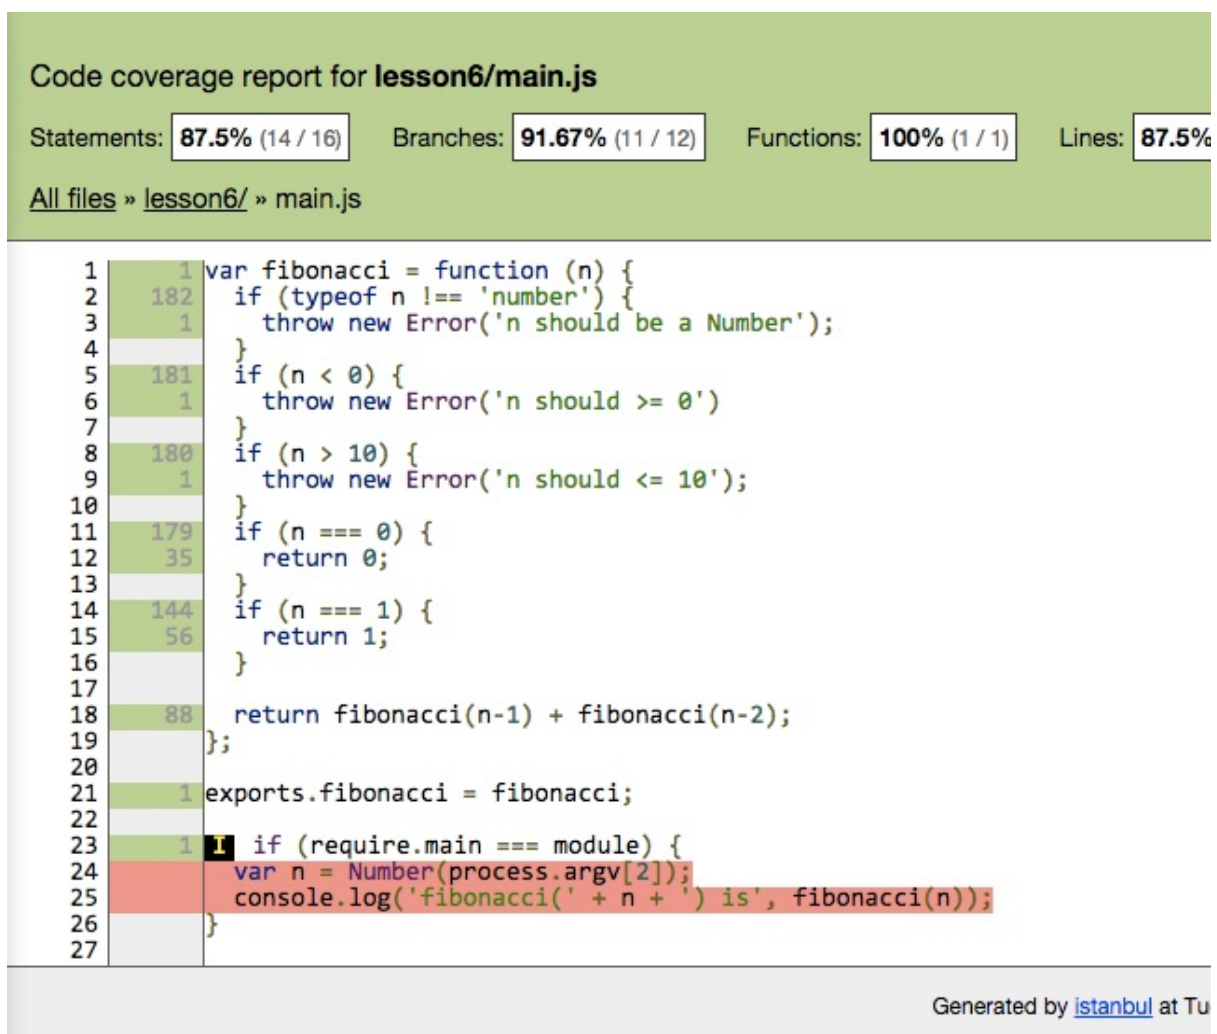 Code coverage report for lesson6/main.js
Statements: 87.5% (14 / 16) Branches: 91.67% (11 / 12) Functions: 100% (1 / 1) Lines: 87.5%
All files » lesson6/ » main.js
1 1 var fibonacci = function (n) {
2 182   if (typeof n !== 'number') {
3 1     throw new Error('n should be a Number');
4   }
5 181   if (n < 0) {
6 1     throw new Error('n should >= 0')
7   }
8 180   if (n > 10) {
9 1     throw new Error('n should <= 10');
10   }
11 179   if (n === 0) {
12 35     return 0;
13   }
14 144   if (n === 1) {
15 56     return 1;
16   }
17
18 88   return fibonacci(n-1) + fibonacci(n-2);
19 };
20
21 1 exports.fibonacci = fibonacci;
22
23 1 I if (require.main === module) {
24   var n = Number(process.argv[2]);
25   console.log('fibonacci(' + n + ') is', fibonacci(n));
26 }
27
Generated by istanbul at Tu